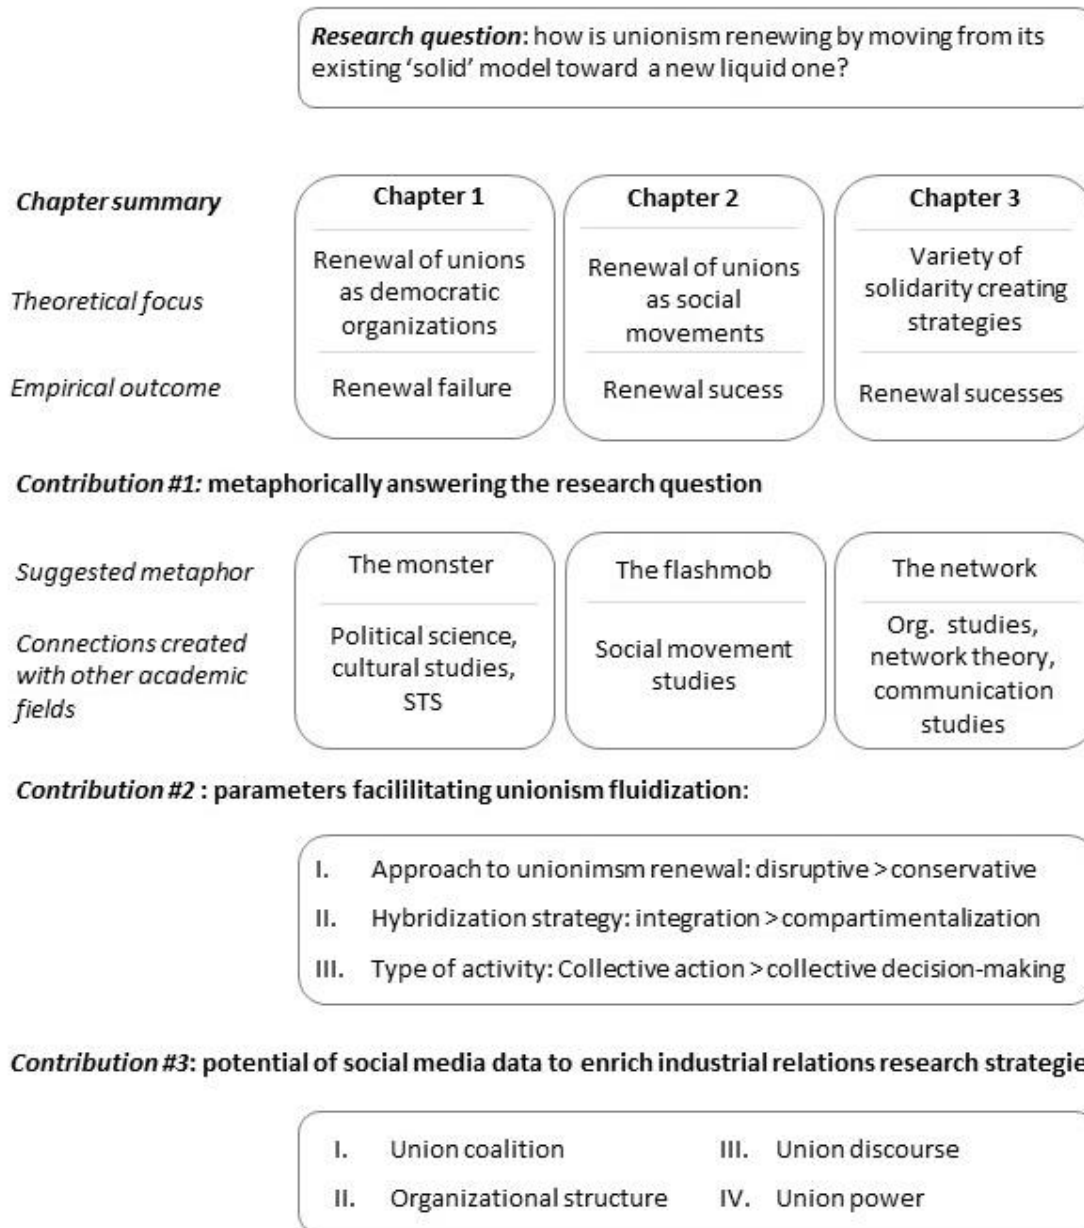 Research question: how is unionism renewing by moving from its
existing ‘solid’ model toward a new liquid one?
Chapter summary
Chapter 1
Chapter 2
Chapter 3
Theoretical focus
Renewal of unions
as democratic
organizations
Renewal of unions
as social
movements
Variety of
solidarity creating
strategies
Empirical outcome
Renewal failure
Renewal sucess
Renewal sucesses
Contribution #1: metaphorically answering the research question
Suggested metaphor
The monster
The flashmob
The network
Connections created
with other academic
fields
Political science,
cultural studies,
STS
Social movement
studies
Org. studies,
network theory,
communication
studies
Contribution #2 : parameters facililitating unionism fluidization:
I. Approach to unionimsm renewal: disruptive > conservative
II. Hybridization strategy: integration > compartimentalization
III. Type of activity: Collective action > collective decision-making
Contribution #3: potential of social media data to enrich industrial relations research strategie
I. Union coalition
II. Organizational structure
III. Union discourse
IV. Union power